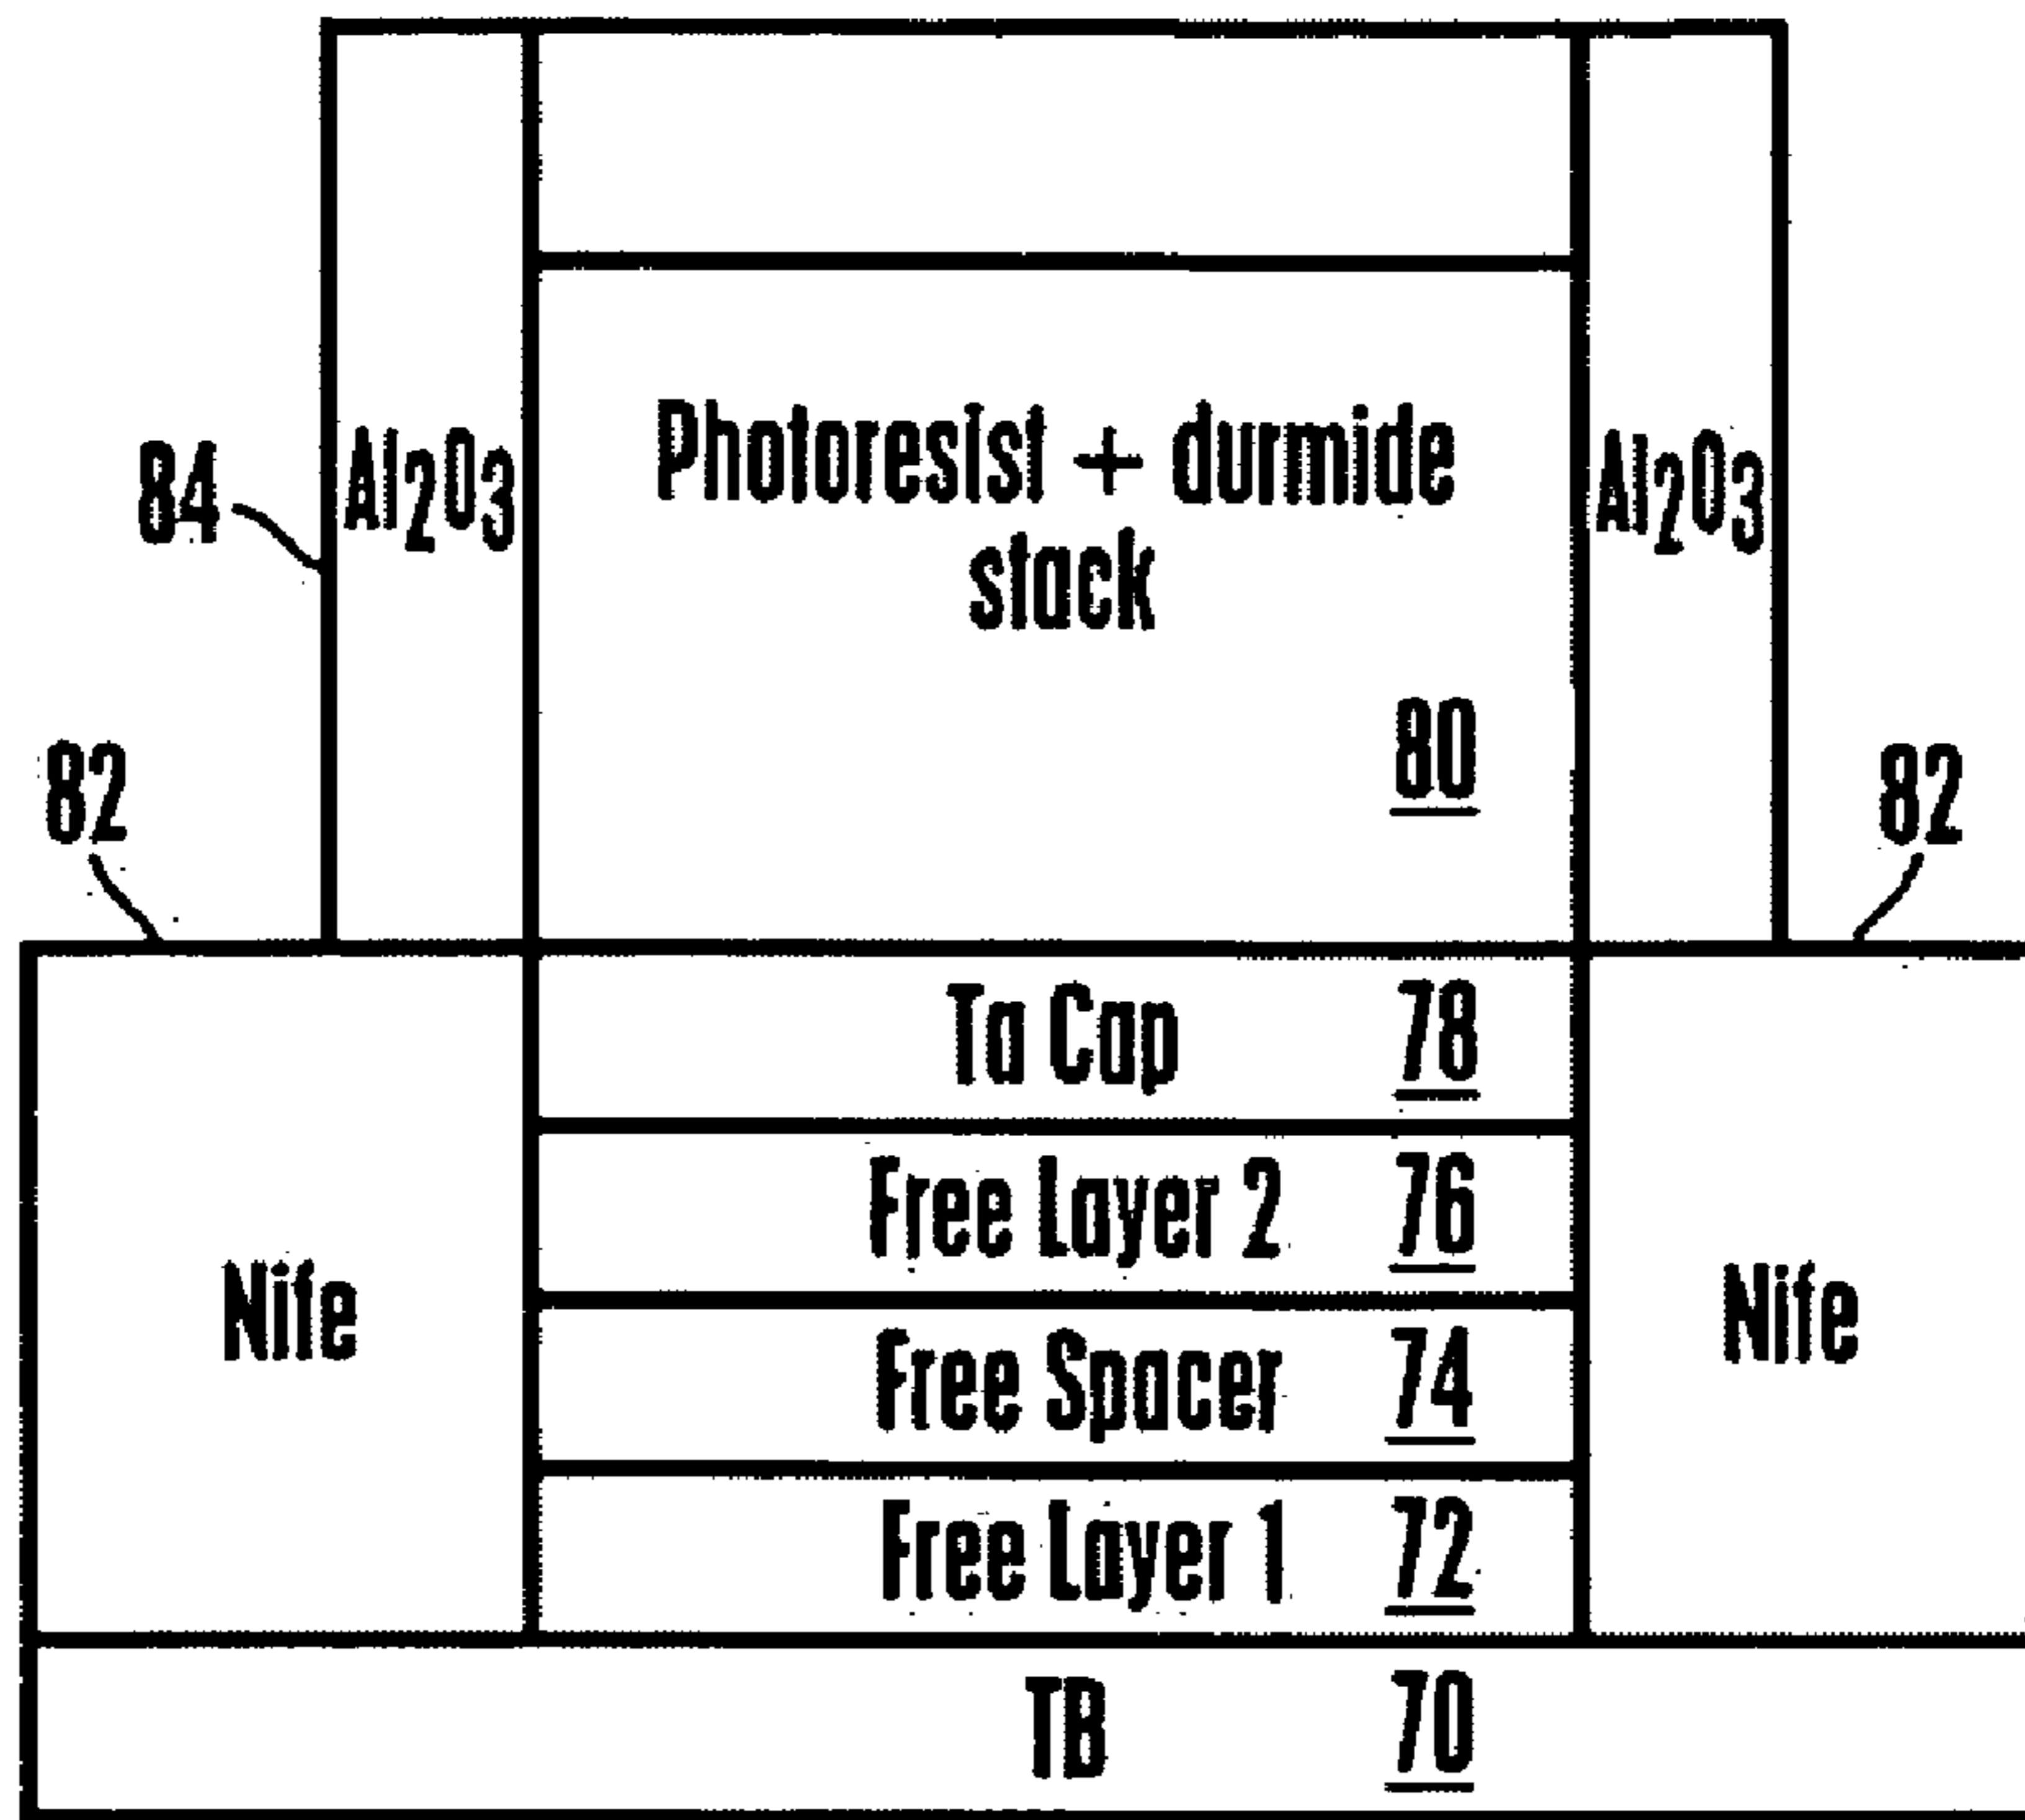 84
Al2O3
Photoresist + durmide
stack
Al2O3
80
82
82
Ta Cap 78
Free Layer 2 76
Nife
Nife
Free Spacer 74
Free Layer 1 72
TB 70